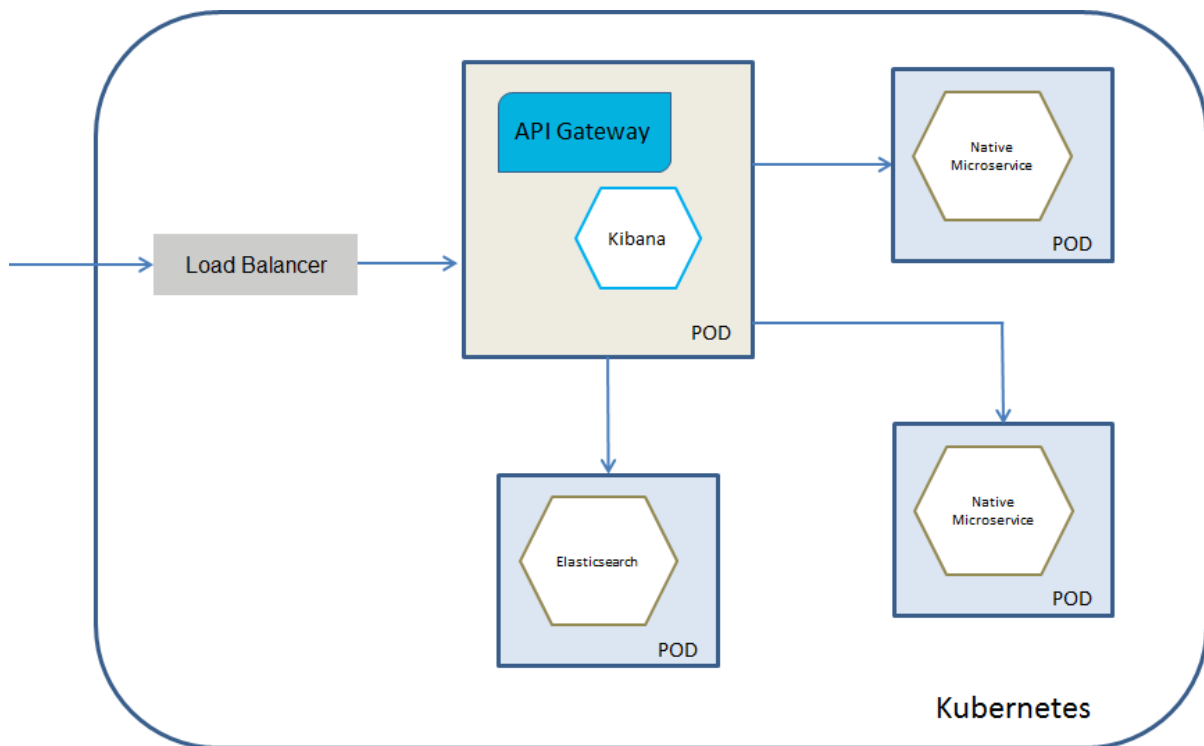 API Gateway
Kibana
POD
Load Balancer
Native
Microservice
POD
Native
Microservice
POD
Elasticsearch
POD
Kubernetes